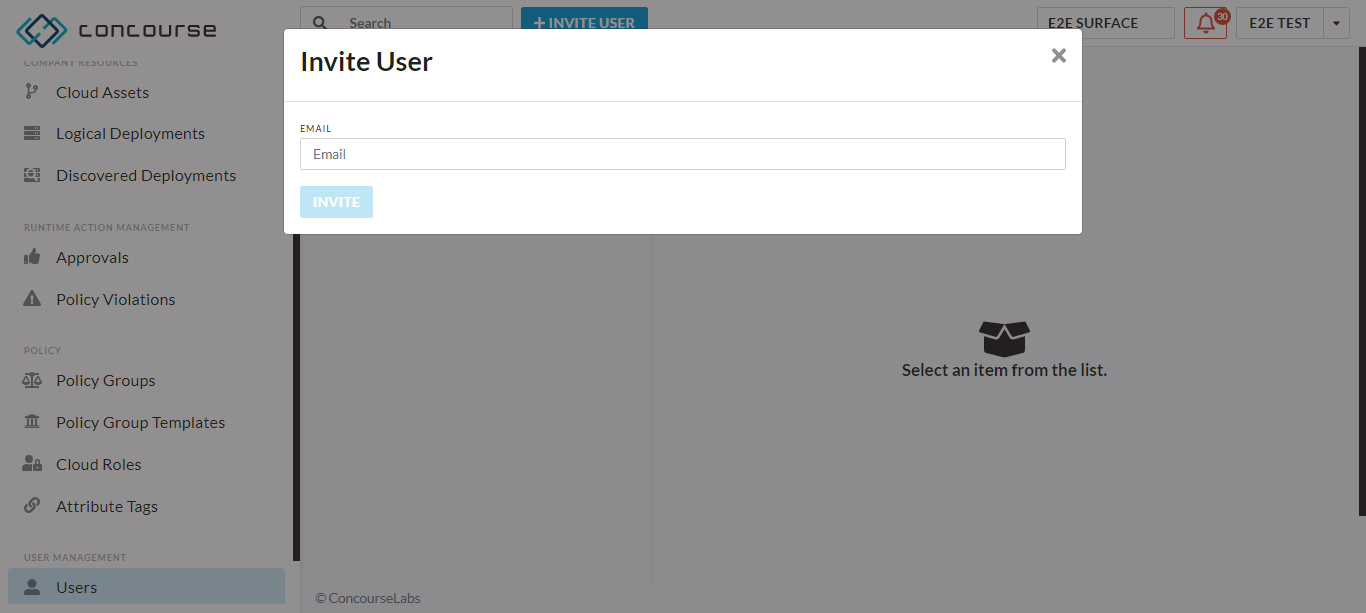 concourse
Search
+ INVITE USER
E2E SURFACE
30
E2E TEST
Invite User
EMAIL
Email
INVITE
COMPANY RESOURCES
Cloud Assets
Logical Deployments
Discovered Deployments
RUNTIME ACTION MANAGEMENT
Approvals
Policy Violations
POLICY
Policy Groups
Policy Group Templates
Cloud Roles
Attribute Tags
USER MANAGEMENT
Users
Select an item from the list.
© ConcourseLabs